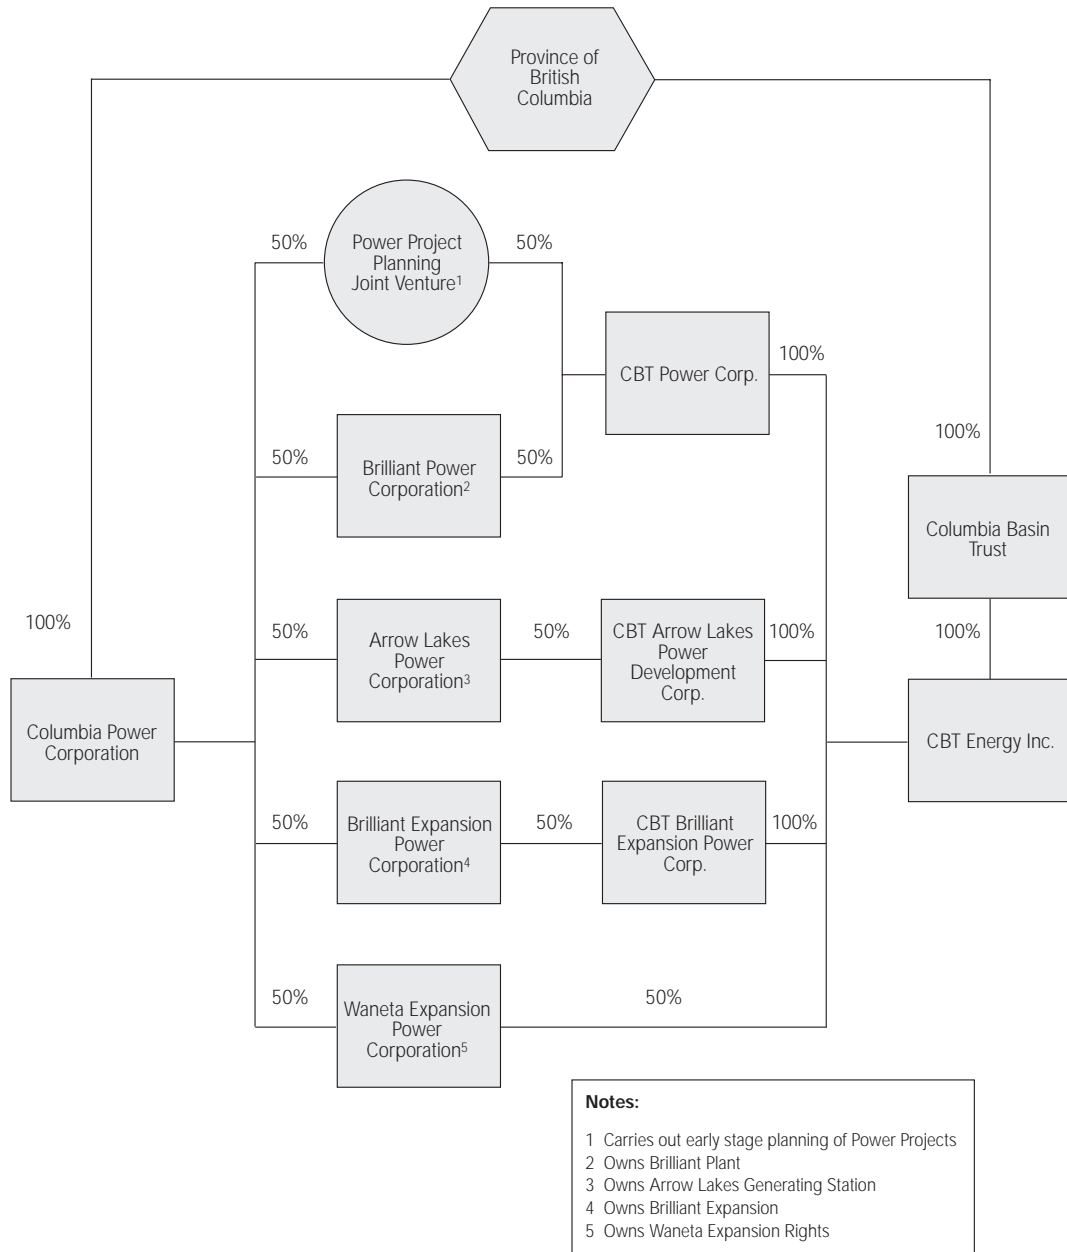 Province of
British
Columbia
50%
Power Project
Planning
Joint Venture1
50%
CBT Power Corp.
100%
50%
Brilliant Power
Corporation2
50%
100%
Columbia Basin
Trust
100%
50%
Arrow Lakes
Power
Corporation3
50%
CBT Arrow Lakes
Power
Development
Corp.
100%
100%
Columbia Power
Corporation
CBT Energy Inc.
50%
Brilliant Expansion
Power
Corporation4
50%
CBT Brilliant
Expansion Power
Corp.
100%
50%
Waneta Expansion
Power
Corporation5
50%
Notes:
1 Carries out early stage planning of Power Projects
2 Owns Brilliant Plant
3 Owns Arrow Lakes Generating Station
4 Owns Brilliant Expansion
5 Owns Waneta Expansion Rights